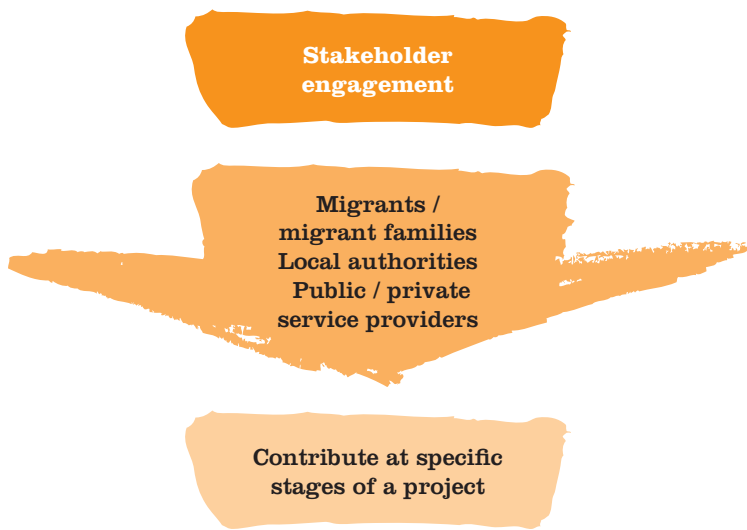 Stakeholder
engagement
Migrants /
migrant families
Local authorities
Public / private
service providers
Contribute at specific
stages of a project